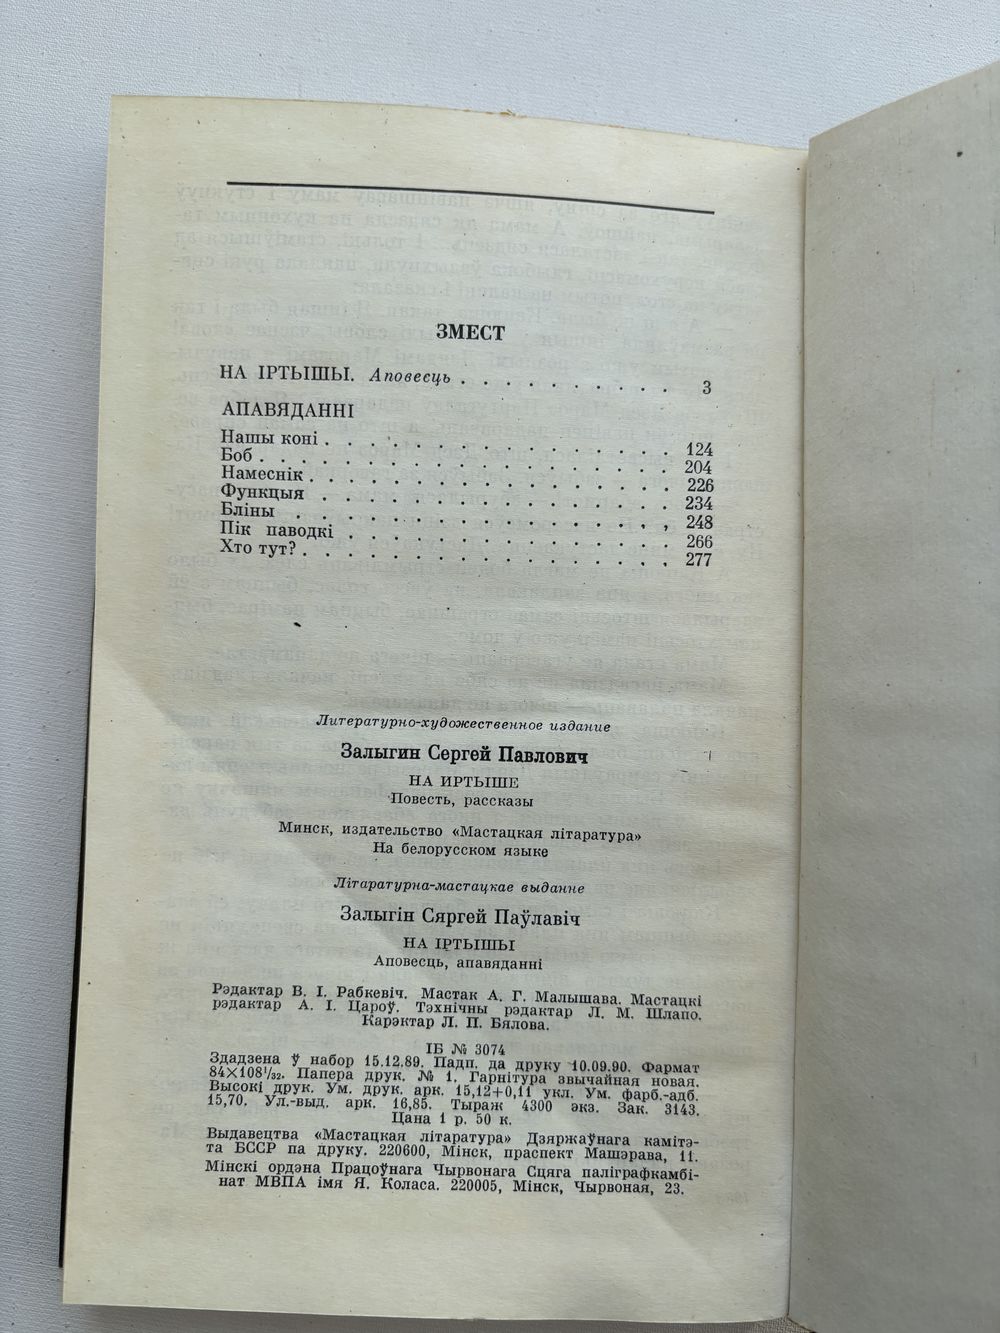 ЗМЕСТ
НА ІРТЫШЫ. Аповесць . . . . . . . . . . . 3
АПАВЯДАННІ
Нашы коні . . . . . . . . . . . . . . . . . 124
Боб . . . . . . . . . . . . . . . . . . . . 204
Намеснік . . . . . . . . . . . . . . . . . 226
Функцыя . . . . . . . . . . . . . . . . . 234
Бліны . . . . . . . . . . . . . . . . . , , 248
Пік паводкі . . . . . . . . . . . . . . . . 266
Хто тут? . . . . . . . . . . . . . . . . , , 277
Литературно-художественное издание
Залыгин Сергей Павлович
НА ИРТЫШЕ
Повесть, рассказы
Минск, издательство «Мастацкая літаратура»
На белорусском языке
Літаратурна-мастацкае выданне
Залыгін Сяргей Паўлавіч
НА ІРТЫШЫ
Аповесць, апавяданні
Рэдактар В. І. Рабкевіч. Мастак А. Г. Малышава. Мастацкі
рэдактар А. І. Цароў. Тэхнічны рэдактар Л. М. Шлапо.
Карэктар Л. П. Бялова.
ІБ № 3074
Здадзена ў набор 15.12.89. Падп. да друку 10.09.90. Фармат
84×108¹/₃₂. Папера друк. № 1. Гарнітура звычайная новая.
Высокі друк. Ум. друк. арк. 15,12+0,11 укл. Ум. фарб.-адб.
15,70. Ул.-выд. арк. 16,85. Тыраж 4300 экз. Зак. 3143.
Цана 1 р. 50 к.
Выдавецтва «Мастацкая літаратура» Дзяржаўнага камітэ-
та БССР па друку. 220600, Мінск, праспект Машэрава, 11.
Мінскі ордэна Працоўнага Чырвонага Сцяга паліграфкамбі-
нат МВПА імя Я. Коласа. 220005, Мінск, Чырвоная, 23.